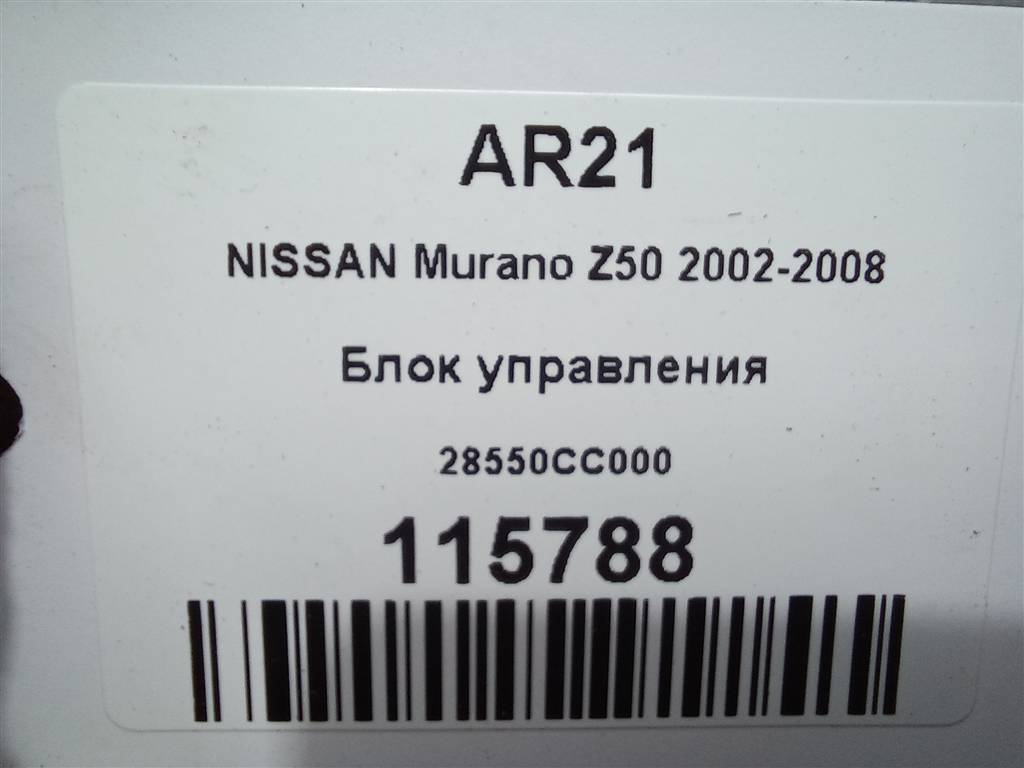 AR21
NISSAN Murano Z50 2002-2008
Блок управления
28550CC000
115788